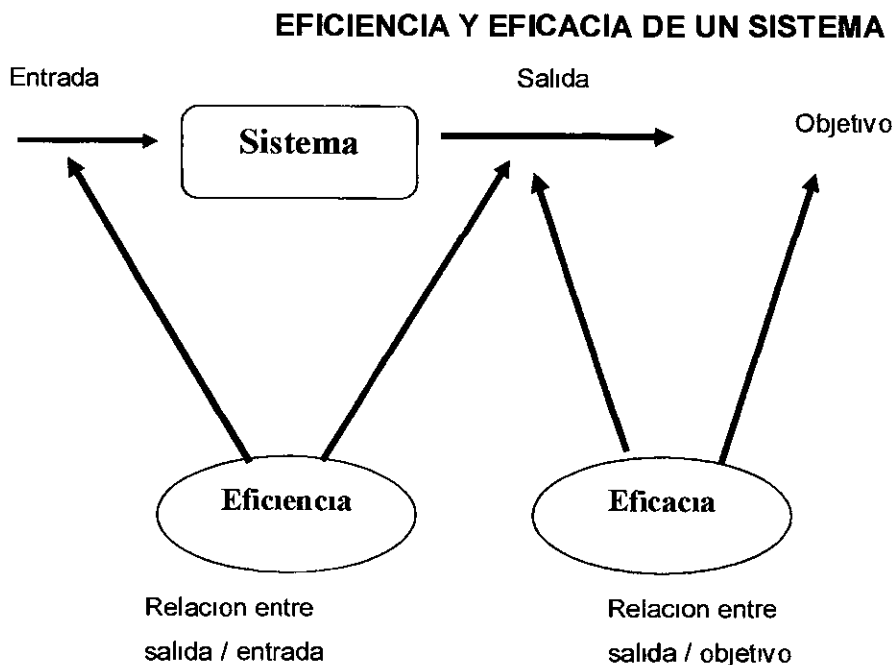 EFICIENCIA Y EFICACIA DE UN SISTEMA
Entrada
Salida
Sistema
Objetivo
Eficiencia
Eficacia
Relacion entre
salida / entrada
Relacion entre
salida / objetivo